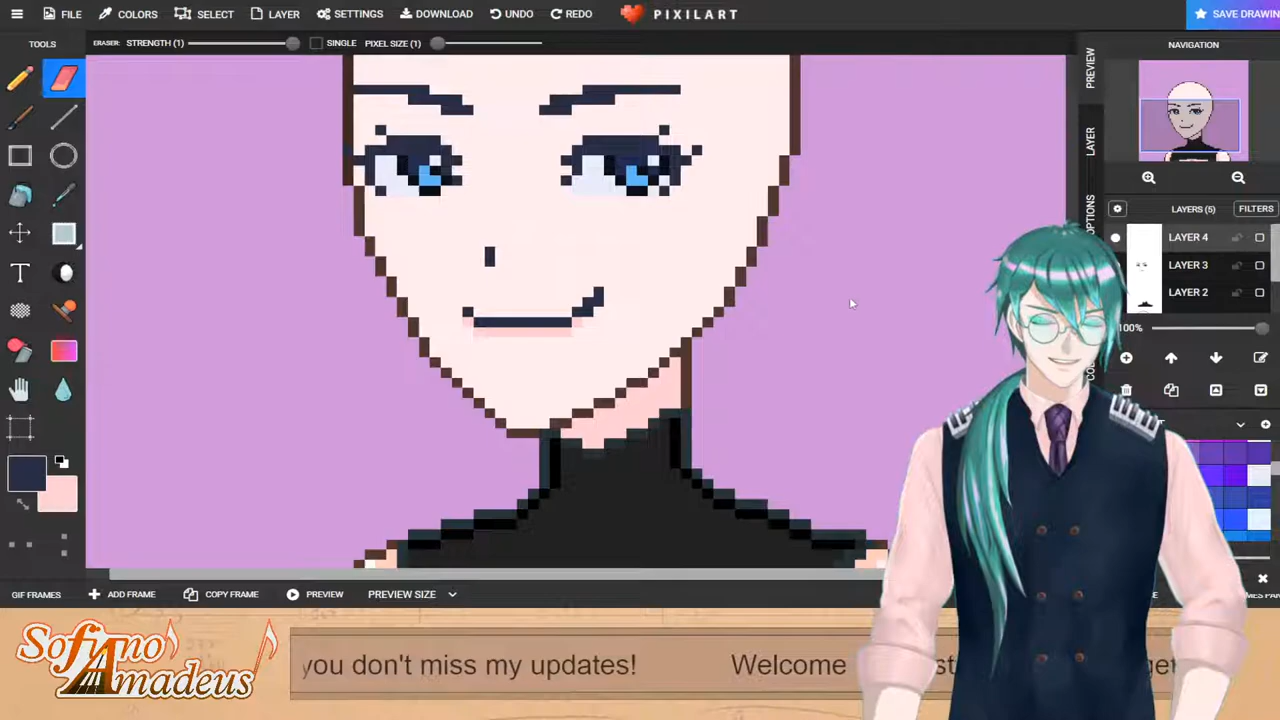 FILE COLORS SELECT LAYER SETTINGS DOWNLOAD UNDO REDO PIXILART SAVE DRAWIN
TOOLS ERASER: STRENGTH (1) SINGLE PIXEL SIZE (1) NAVIGATION
PREVIEW
LAYER
LAYERS (5) FILTERS
LAYER 4
LAYER 3
LAYER 2
100%
GIF FRAMES ADD FRAME COPY FRAME PREVIEW PREVIEW SIZE
Sofiano
Amadeus
you don't miss my updates! Welcome